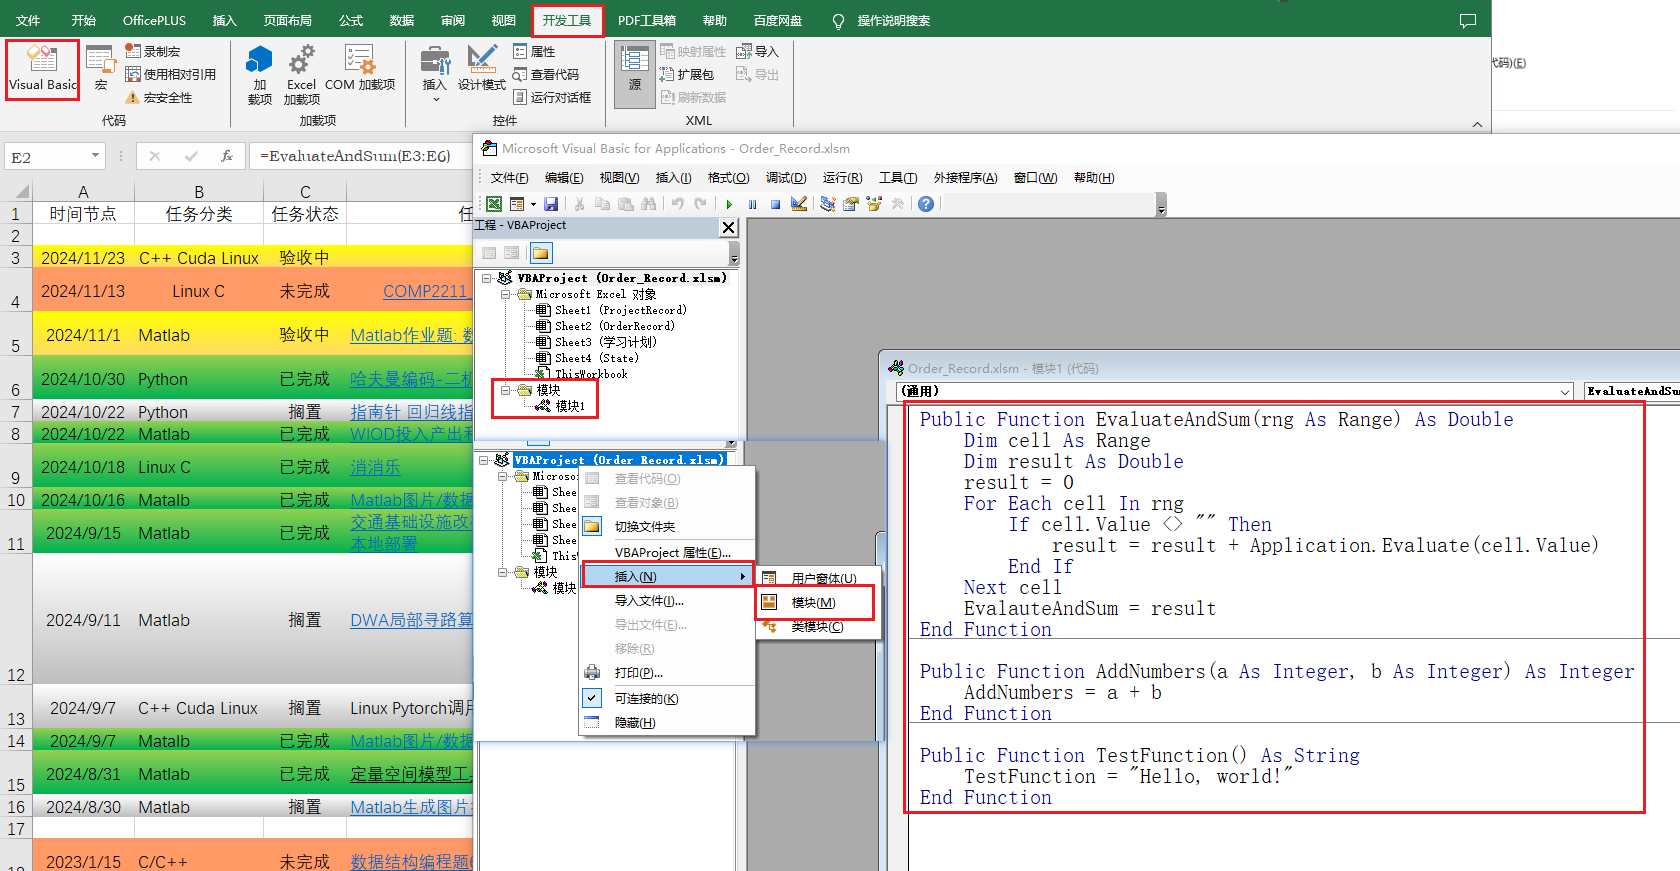 文件 开始 OfficePLUS 插入 页面布局 公式 数据 审阅 视图 开发工具 PDF工具箱 帮助 百度网盘 操作说明搜索
Visual Basic
宏
录制宏
使用相对引用
宏安全性
代码
加载项
Excel 加载项
COM 加载项
加载项
插入
设计模式
属性
查看代码
运行对话框
控件
源
映射属性
扩展包
刷新数据
导入
导出
XML
代码)(E)
E2
fx
=EvaluateAndSum(E3:E6)
A B C
1 时间节点 任务分类 任务状态 任
2
3 2024/11/23 C++ Cuda Linux 验收中
4 2024/11/13 Linux C 未完成 COMP2211_
5 2024/11/1 Matlab 验收中 Matlab作业题: 数
6 2024/10/30 Python 已完成 哈夫曼编码-二机
7 2024/10/22 Python 搁置 指南针 回归线指
8 2024/10/22 Matlab 已完成 WIOD投入产出和
9 2024/10/18 Linux C 已完成 消消乐
10 2024/10/16 Matalb 已完成 Matlab图片/数据
11 2024/9/15 Matlab 已完成 交通基础设施改
本地部署
12 2024/9/11 Matlab 搁置 DWA局部寻路算
13 2024/9/7 C++ Cuda Linux 搁置 Linux Pytorch调用
14 2024/9/7 Matalb 已完成 Matlab图片/数据
15 2024/8/31 Matlab 已完成 定量空间模型工
16 2024/8/30 Matlab 搁置 Matlab生成图片
17
2023/1/15 C/C++ 未完成 数据结构编程题
Microsoft Visual Basic for Applications - Order_Record.xlsm
文件(F) 编辑(E) 视图(V) 插入(I) 格式(O) 调试(D) 运行(R) 工具(T) 外接程序(A) 窗口(W) 帮助(H)
工程 - VBAProject
VBAProject (Order_Record.xlsm)
Microsoft Excel 对象
Sheet1 (ProjectRecord)
Sheet2 (OrderRecord)
Sheet3 (学习计划)
Sheet4 (State)
ThisWorkbook
模块
模块1
VBAProject (Order_Record.xlsm)
Microso
Shee
Shee
Shee
Shee
This
模块
模块
查看代码(O)
查看对象(B)
切换文件夹
VBAProject 属性(E)...
插入(N)
导入文件(I)...
导出文件(E)...
移除(R)
打印(P)...
可连接的(K)
隐藏(H)
用户窗体(U)
模块(M)
类模块(C)
Order_Record.xlsm - 模块1 (代码)
(通用)
EvaluateAndSum
Public Function EvaluateAndSum(rng As Range) As Double
Dim cell As Range
Dim result As Double
result = 0
For Each cell In rng
If cell.Value <> "" Then
result = result + Application.Evaluate(cell.Value)
End If
Next cell
EvalauteAndSum = result
End Function
Public Function AddNumbers(a As Integer, b As Integer) As Integer
AddNumbers = a + b
End Function
Public Function TestFunction() As String
TestFunction = "Hello, world!"
End Function